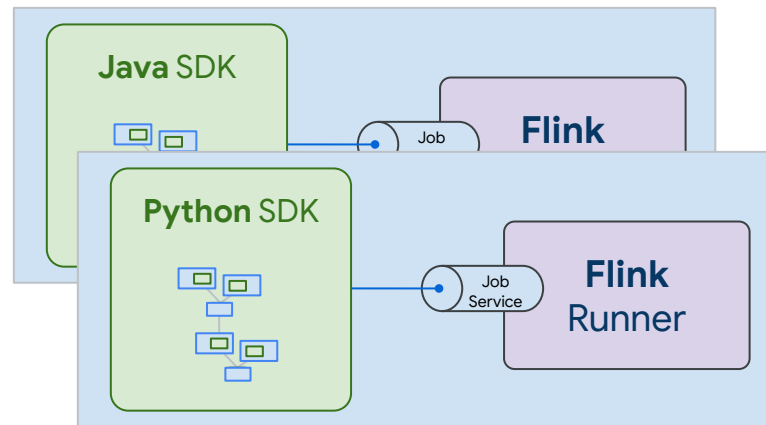 Java SDK
Job
Flink
Python SDK
Job
Service
Flink
Runner